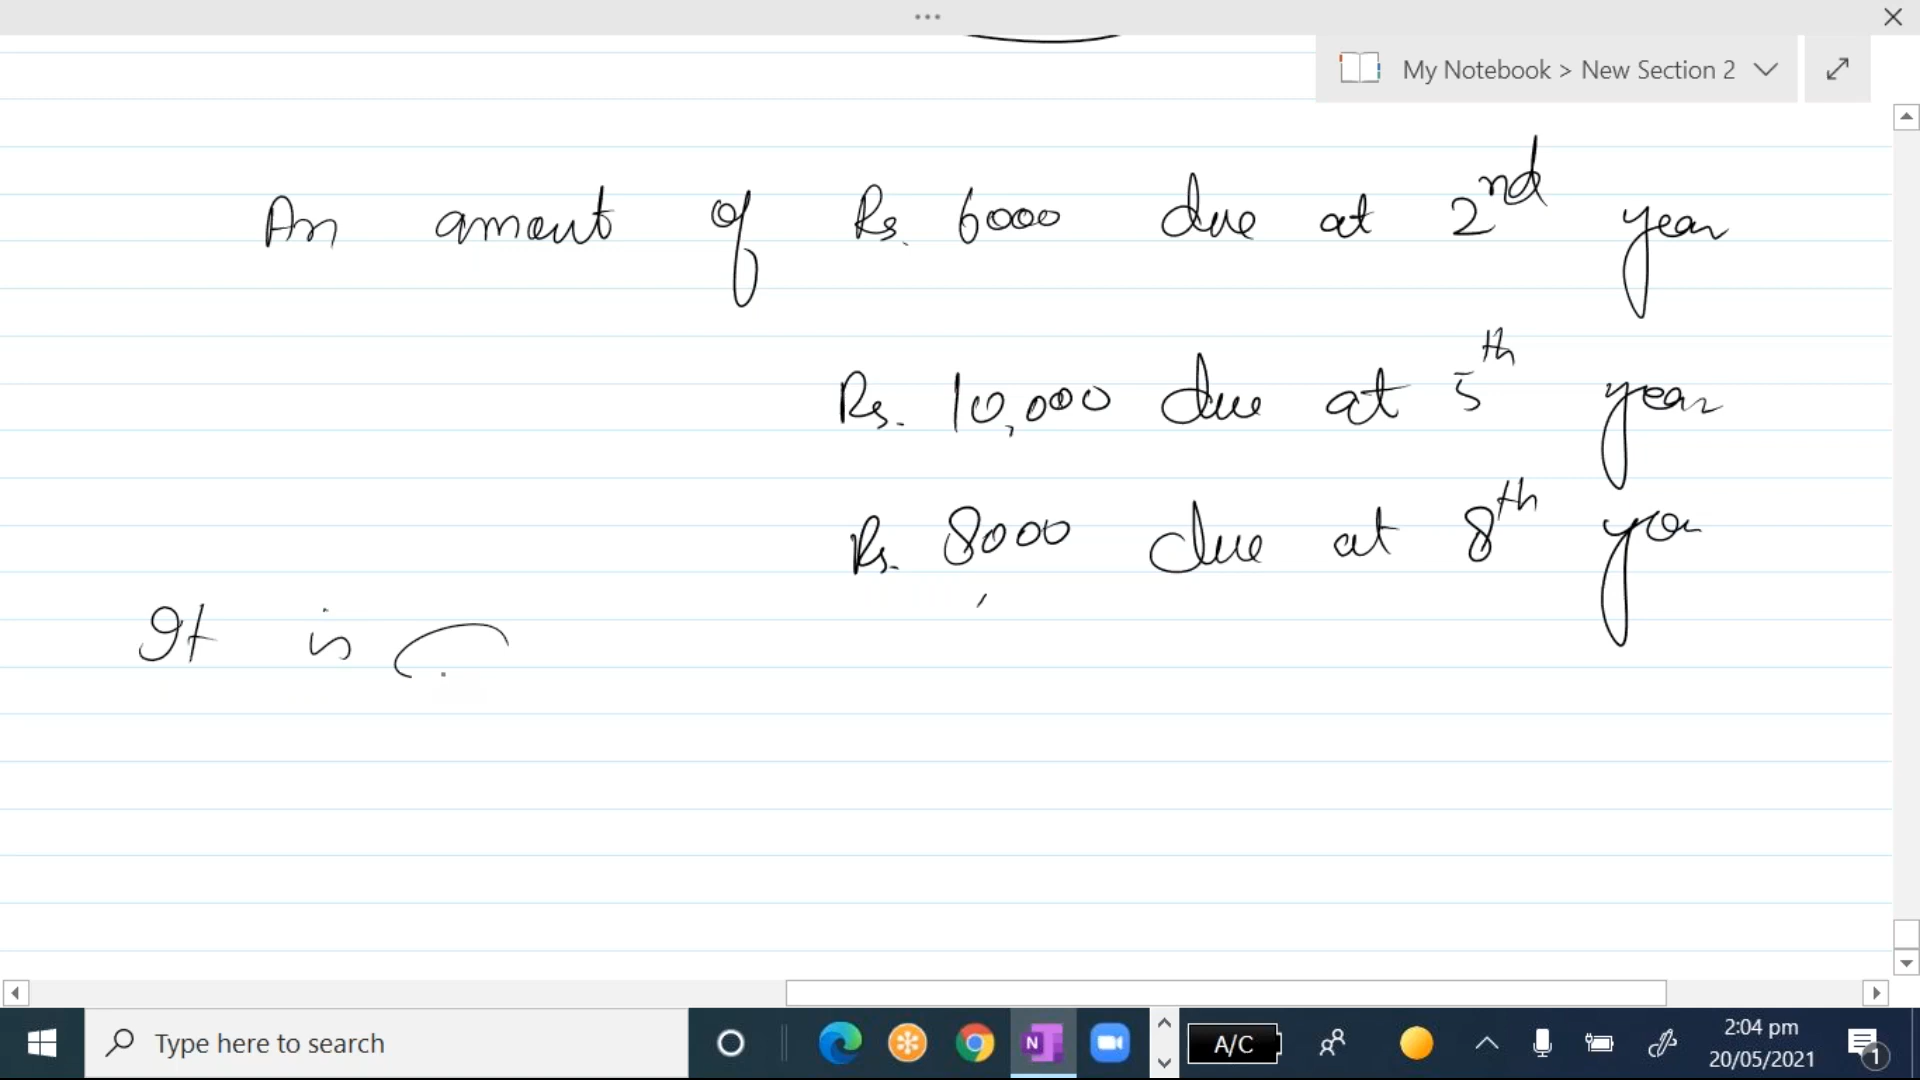 My Notebook > New Section 2
An amount of Rs. 6000 due at 2nd year
Rs. 10,000 due at 5th year
Rs. 8000 due at 8th year
It is
Type here to search
N
A/C
2:04 pm
20/05/2021
1